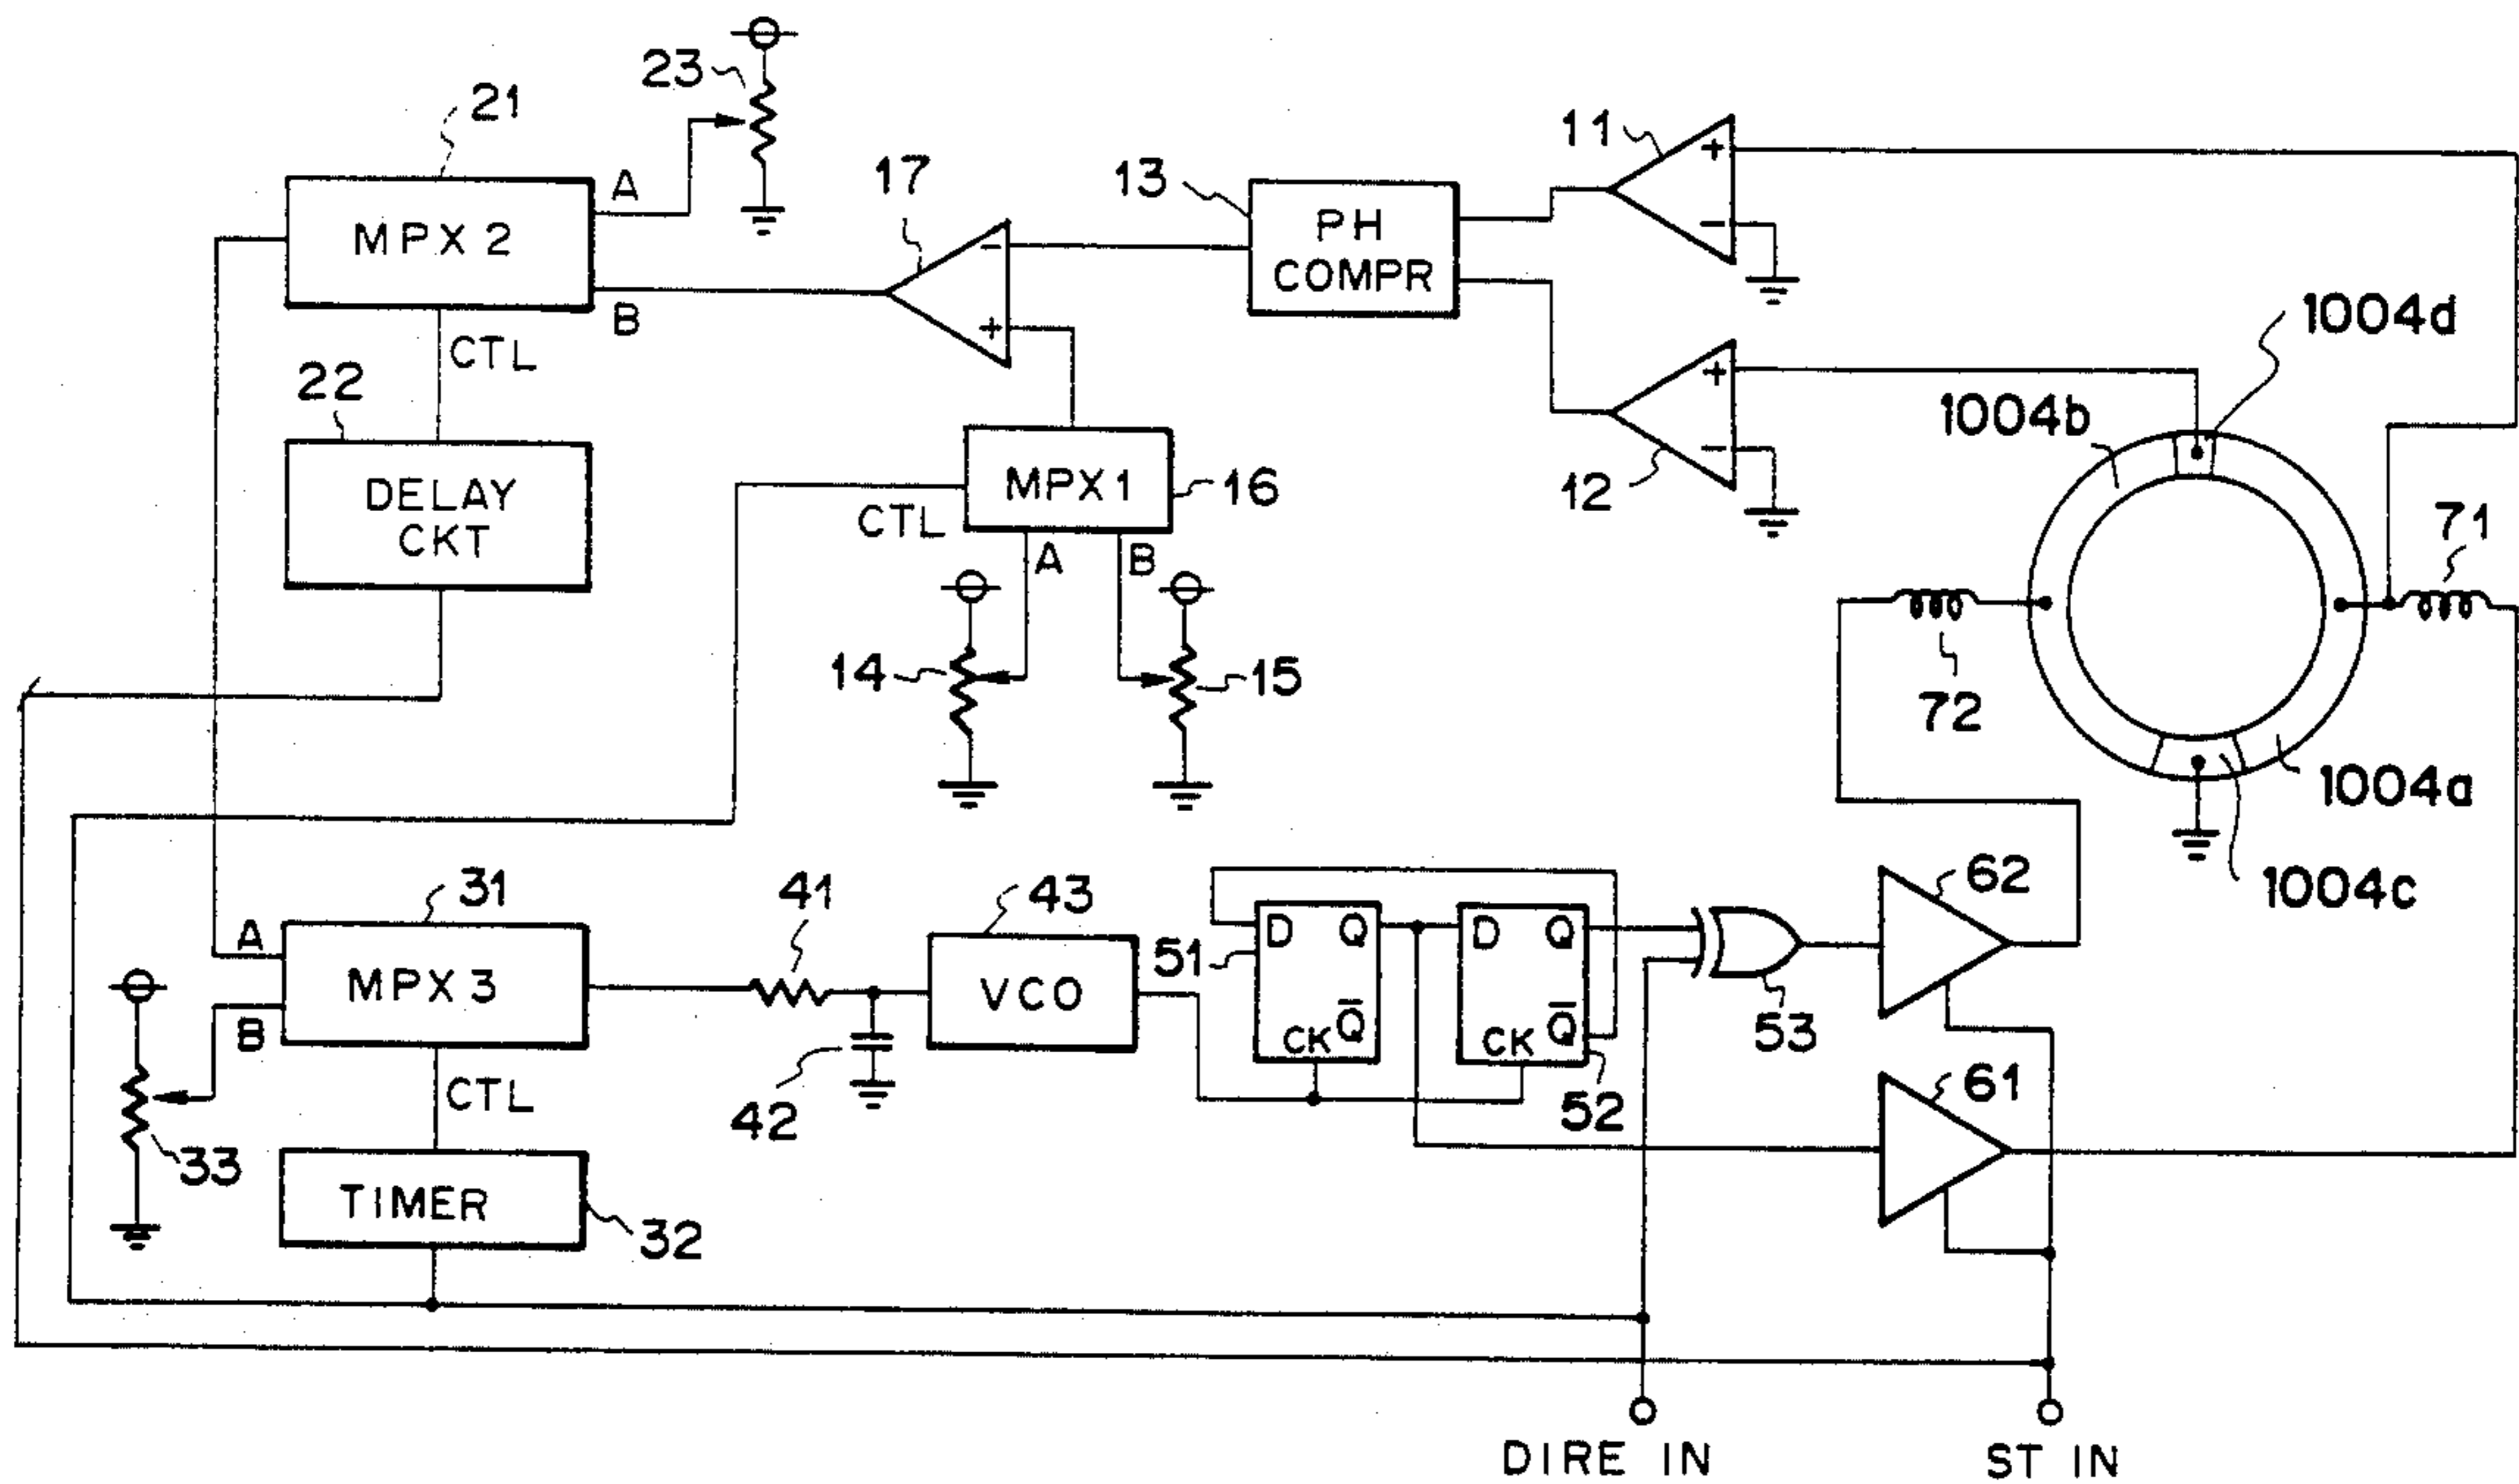 23
21
11
A
17
13
+
MPX 2
PH
COMPR
−
−
B
+
1004d
CTL
22
+
1004b
DELAY
CKT
MPX 1
16
−
12
CTL
71
A
B
14
15
72
1004a
31
41
43
62
1004c
A
51
D
Q
D
Q
MPX 3
VCO
B
CK
Q̅
CK
Q̅
53
CTL
42
52
61
33
TIMER
32
DIRE IN
ST IN